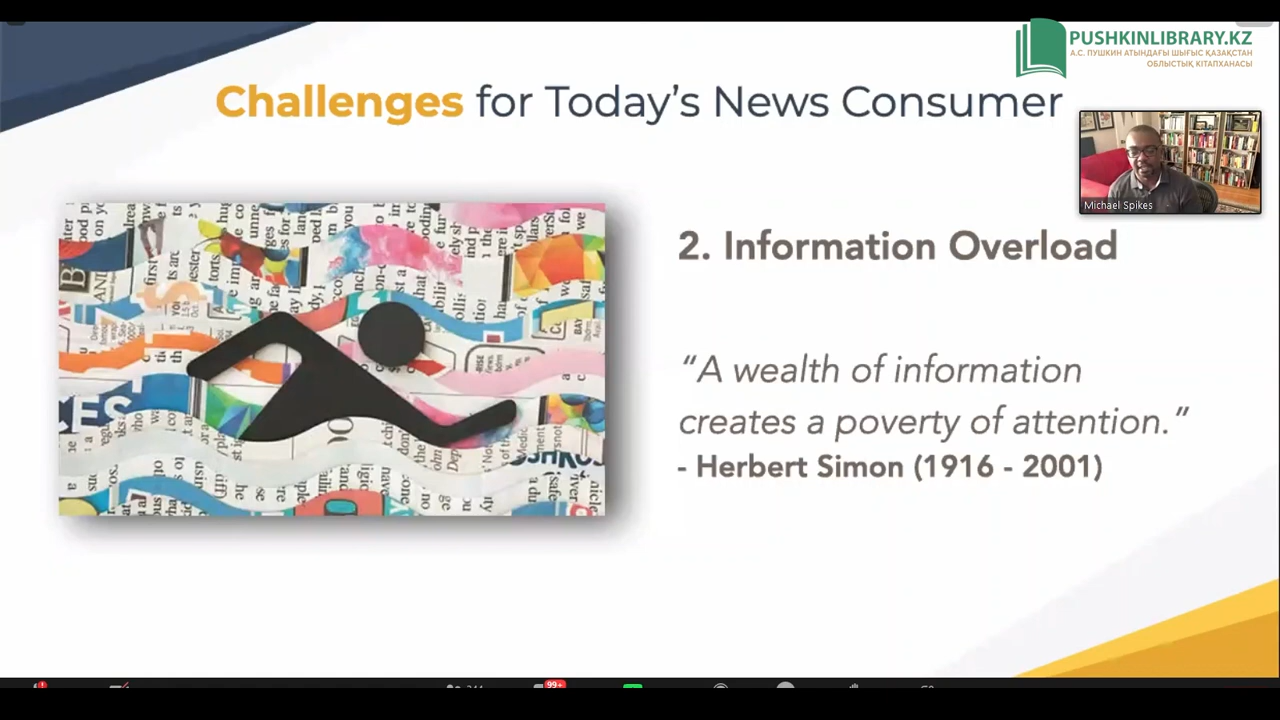 PUSHKINLIBRARY.KZ
А.С. ПУШКИН АТЫНДАҒЫ ШЫҒЫС ҚАЗАҚСТАН
ОБЛЫСТЫҚ КІТАПХАНАСЫ
Challenges for Today's News Consumer
Michael Spikes
2. Information Overload
“A wealth of information
creates a poverty of attention.”
- Herbert Simon (1916 - 2001)
99+